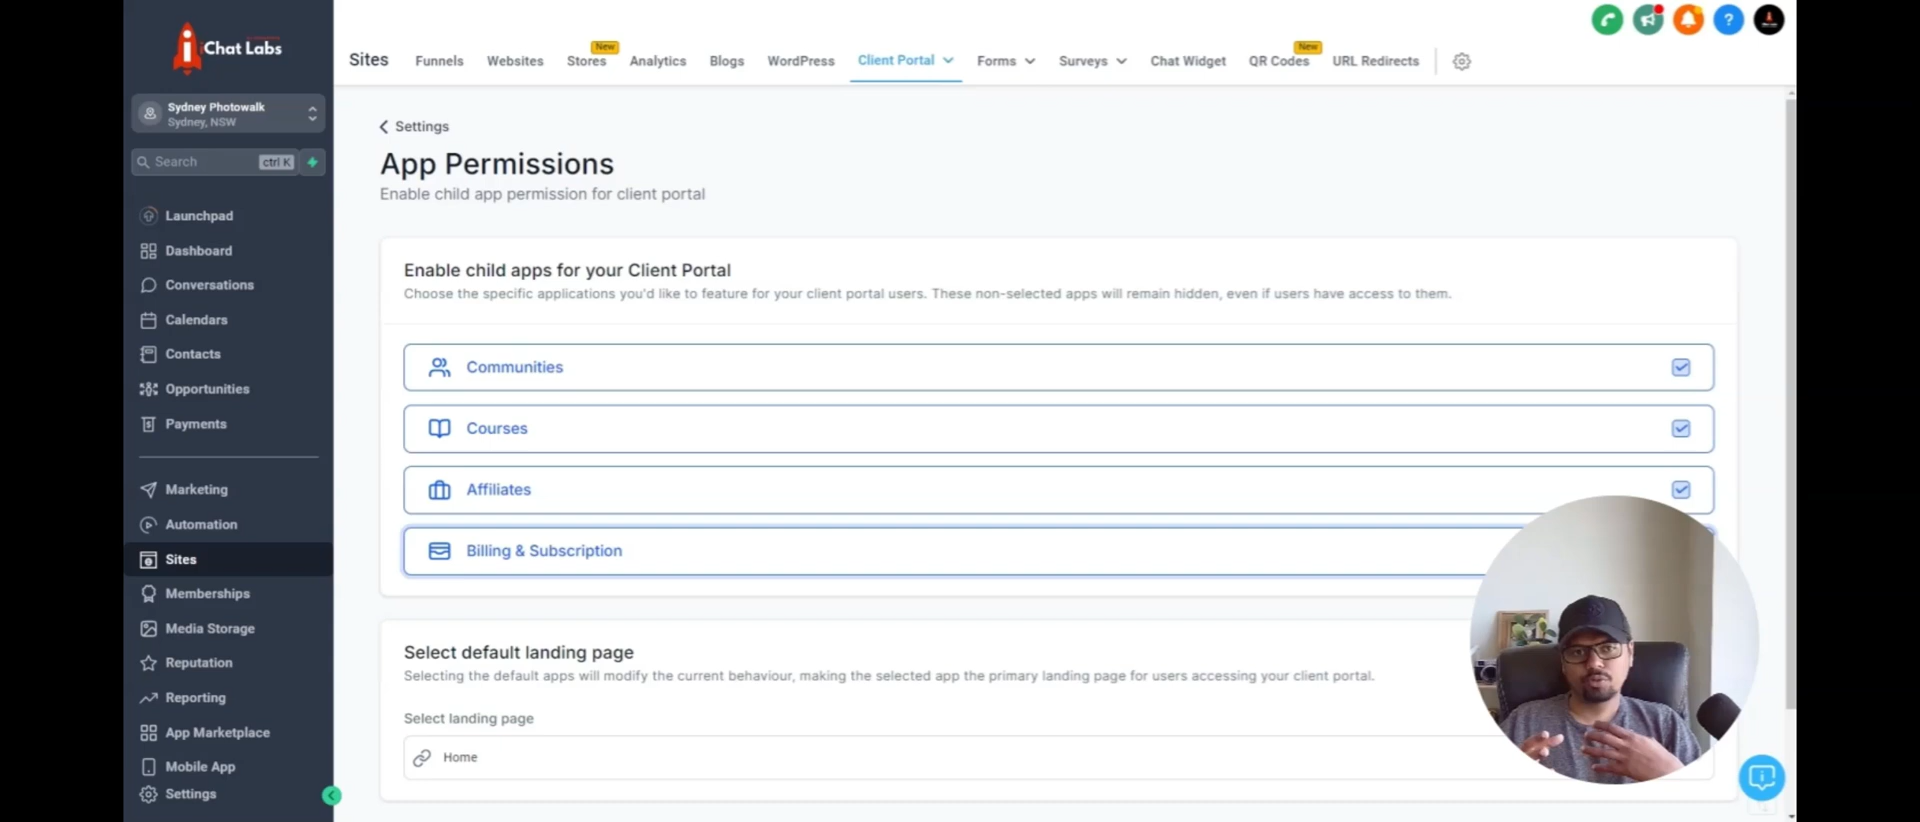 iChat Labs
Sydney Photowalk
Sydney, NSW
Search
ctrl K
Launchpad
Dashboard
Conversations
Calendars
Contacts
Opportunities
Payments
Marketing
Automation
Sites
Memberships
Media Storage
Reputation
Reporting
App Marketplace
Mobile App
Settings
Sites
Funnels
Websites
Stores
New
Analytics
Blogs
WordPress
Client Portal
Forms
Surveys
Chat Widget
QR Codes
New
URL Redirects
?
Settings
App Permissions
Enable child app permission for client portal
Enable child apps for your Client Portal
Choose the specific applications you'd like to feature for your client portal users. These non-selected apps will remain hidden, even if users have access to them.
Communities
Courses
Affiliates
Billing & Subscription
Select default landing page
Selecting the default apps will modify the current behaviour, making the selected app the primary landing page for users accessing your client portal.
Select landing page
Home